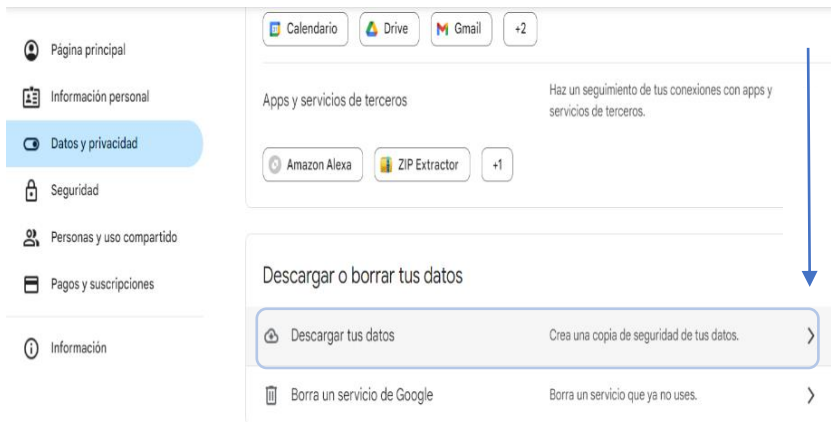 Página principal
Información personal
Datos y privacidad
Seguridad
Personas y uso compartido
Pagos y suscripciones
Información
Calendario Drive Gmail +2
Apps y servicios de terceros
Haz un seguimiento de tus conexiones con apps y
servicios de terceros.
Amazon Alexa ZIP Extractor +1
Descargar o borrar tus datos
Descargar tus datos
Crea una copia de seguridad de tus datos.
Borra un servicio de Google
Borra un servicio que ya no uses.